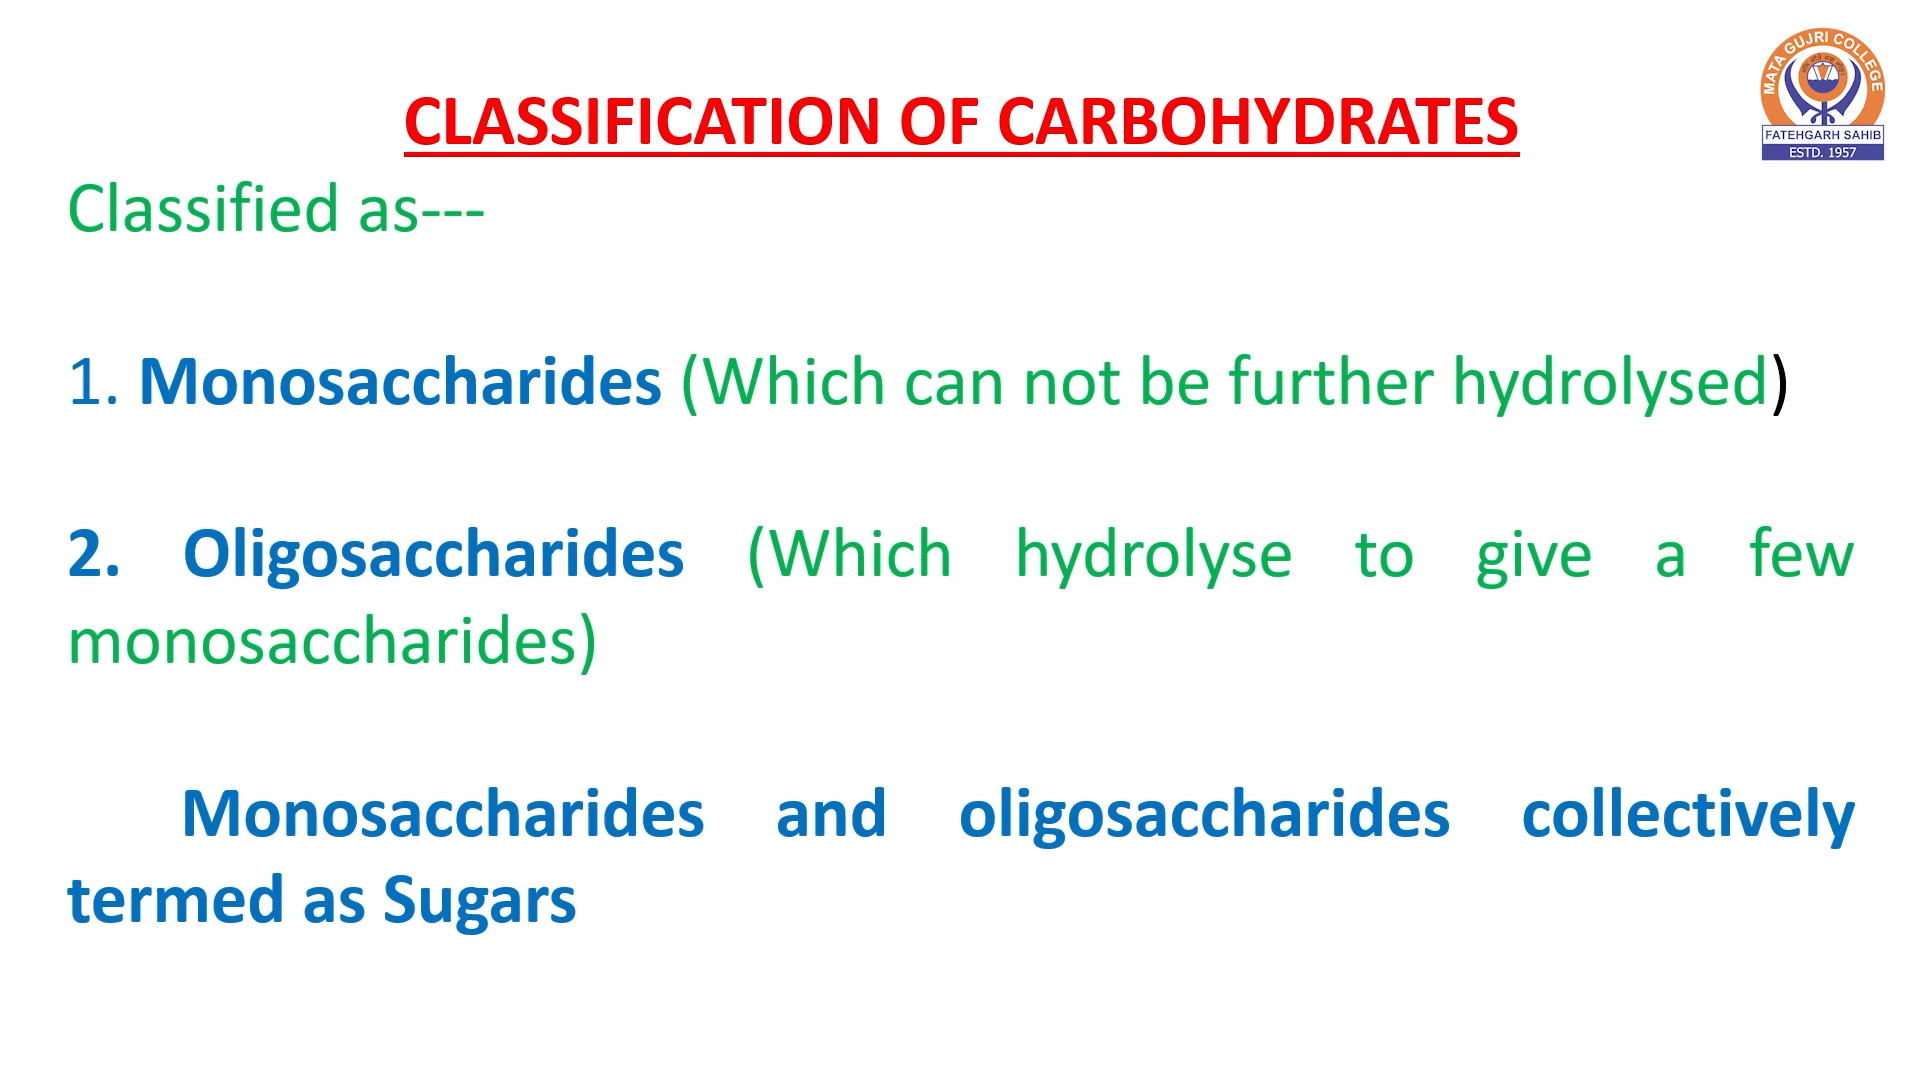 MATA GUJRI COLLEGE
FATEHGARH SAHIB
ESTD. 1957
CLASSIFICATION OF CARBOHYDRATES
Classified as---
1. Monosaccharides (Which can not be further hydrolysed)
2. Oligosaccharides (Which hydrolyse to give a few
monosaccharides)
Monosaccharides and oligosaccharides collectively
termed as Sugars